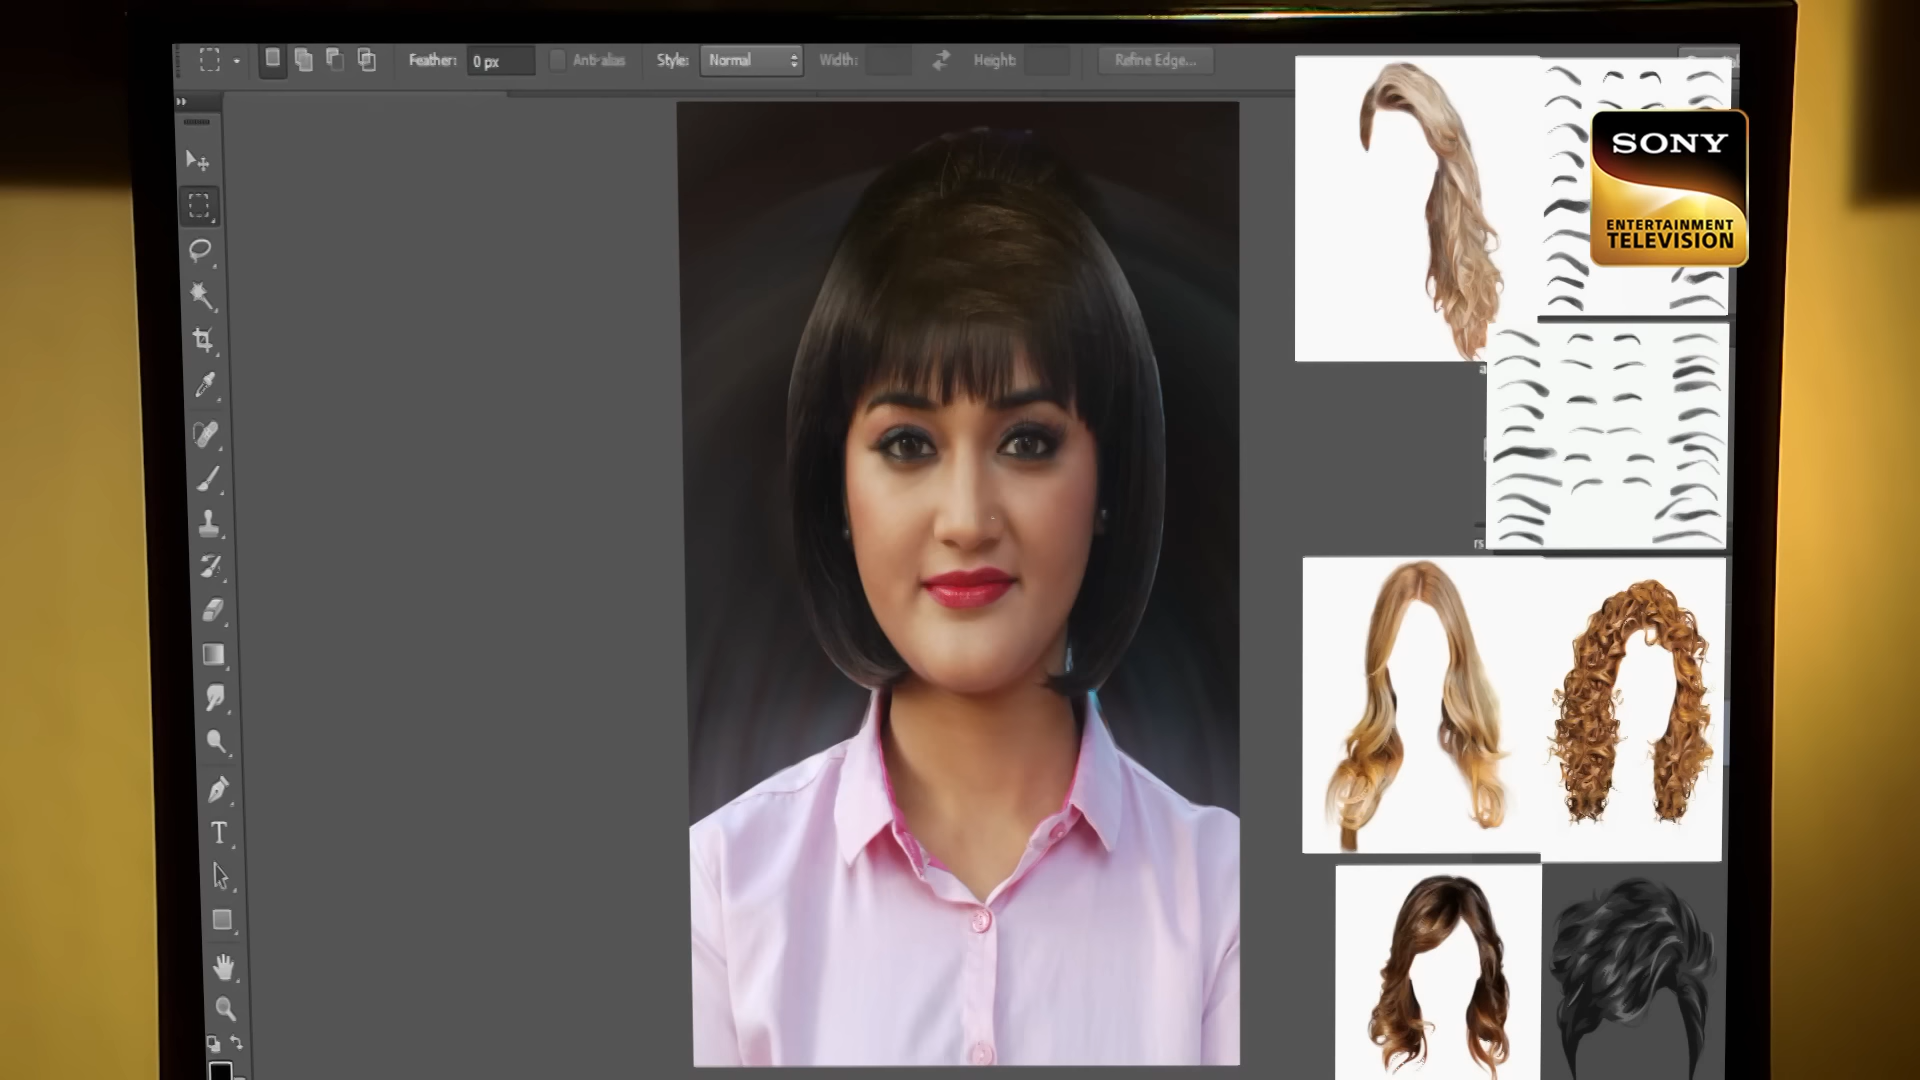 Feather: 0 px Anti-alias Style: Normal Width: Height: Refine Edge...
SONY
ENTERTAINMENT
TELEVISION
T